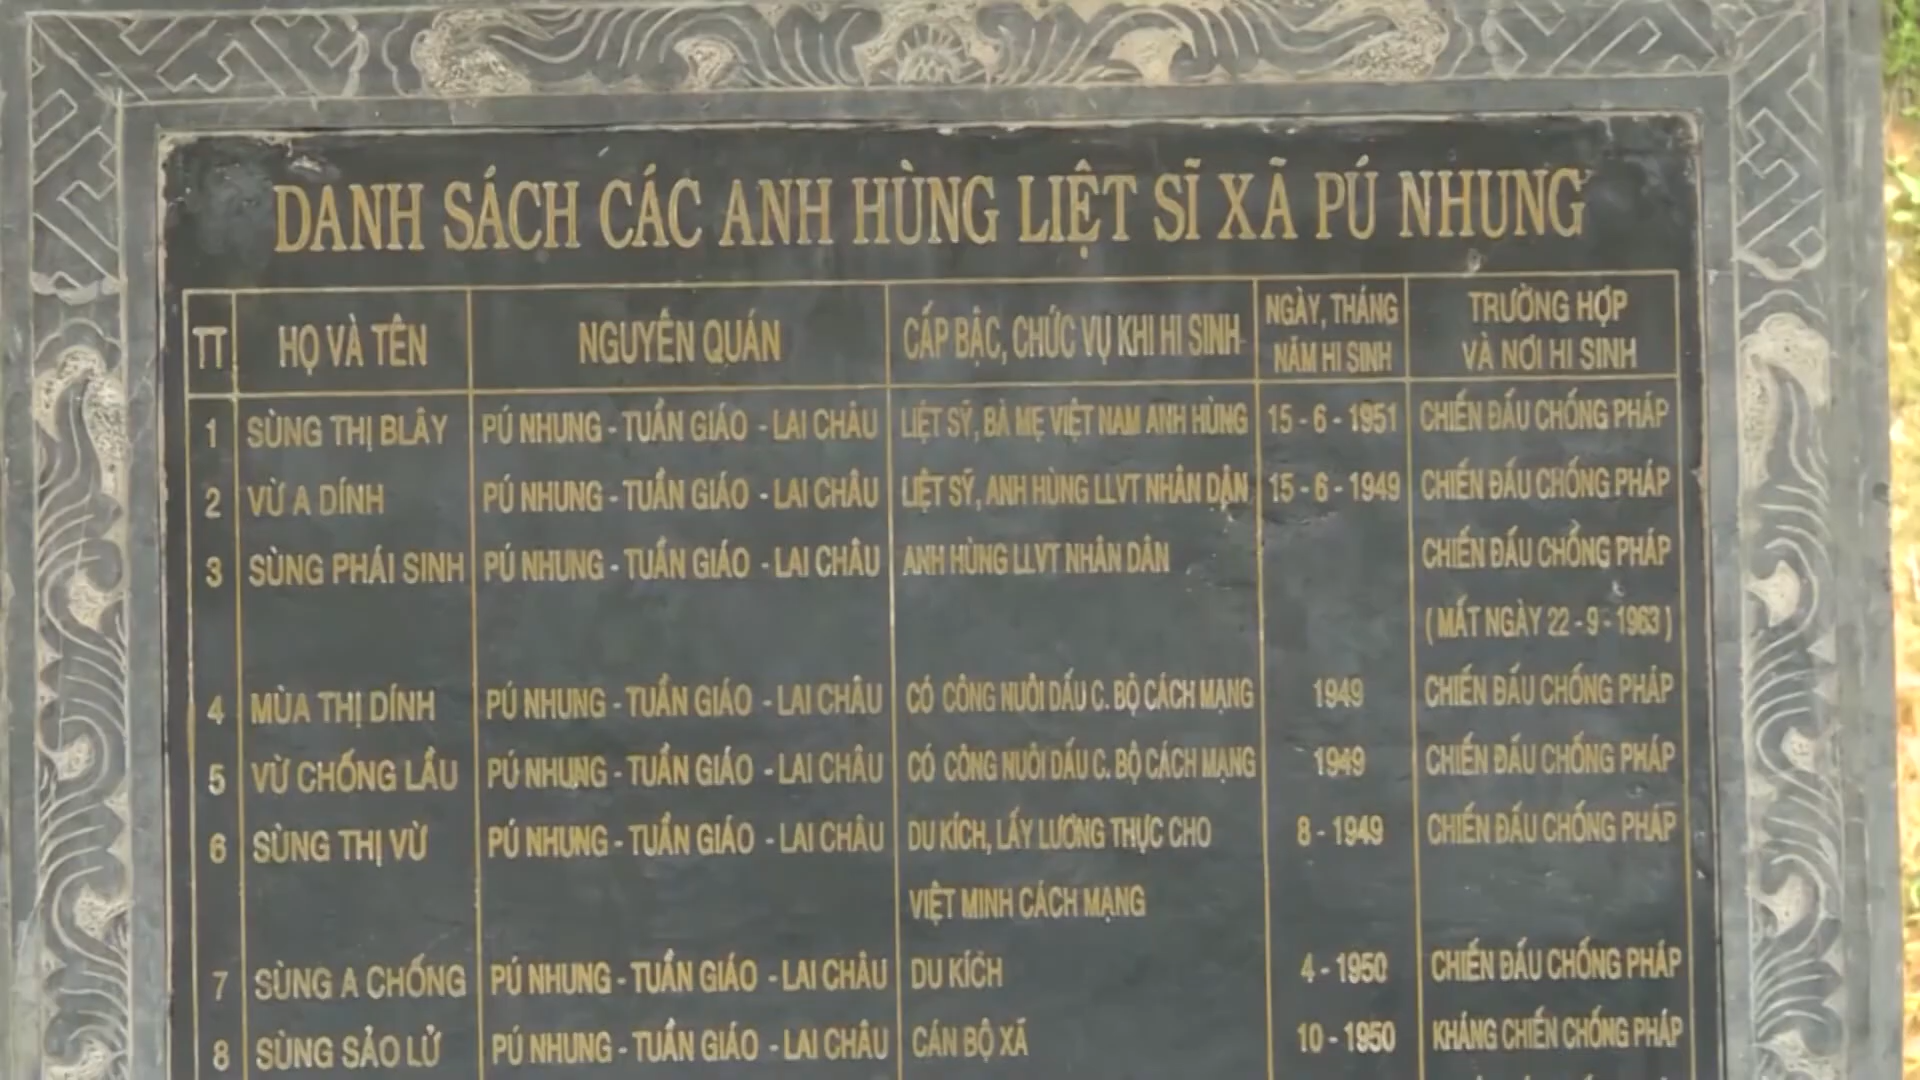 DANH SÁCH CÁC ANH HÙNG LIỆT SĨ XÃ PÚ NHUNG
TT HỌ VÀ TÊN NGUYÊN QUÁN CẤP BẬC, CHỨC VỤ KHI HI SINH NGÀY, THÁNG NĂM HI SINH TRƯỜNG HỢP VÀ NƠI HI SINH
1 SÙNG THỊ BLÂY PÚ NHUNG - TUẦN GIÁO - LAI CHÂU LIỆT SỸ, BÀ MẸ VIỆT NAM ANH HÙNG 15 - 6 - 1951 CHIẾN ĐẤU CHỐNG PHÁP
2 VỪ A DÍNH PÚ NHUNG - TUẦN GIÁO - LAI CHÂU LIỆT SỸ, ANH HÙNG LLVT NHÂN DÂN 15 - 6 - 1949 CHIẾN ĐẤU CHỐNG PHÁP
3 SÙNG PHÁI SINH PÚ NHUNG - TUẦN GIÁO - LAI CHÂU ANH HÙNG LLVT NHÂN DÂN CHIẾN ĐẤU CHỐNG PHÁP
(MẤT NGÀY 22 - 9 - 1963)
4 MÙA THỊ DÍNH PÚ NHUNG - TUẦN GIÁO - LAI CHÂU CÓ CÔNG NUÔI DẤU C. BỘ CÁCH MẠNG 1949 CHIẾN ĐẤU CHỐNG PHÁP
5 VỪ CHỐNG LẦU PÚ NHUNG - TUẦN GIÁO - LAI CHÂU CÓ CÔNG NUÔI DẤU C. BỘ CÁCH MẠNG 1949 CHIẾN ĐẤU CHỐNG PHÁP
6 SÙNG THỊ VỪ PÚ NHUNG - TUẦN GIÁO - LAI CHÂU DU KÍCH, LẤY LƯƠNG THỰC CHO 8 - 1949 CHIẾN ĐẤU CHỐNG PHÁP
VIỆT MINH CÁCH MẠNG
7 SÙNG A CHỐNG PÚ NHUNG - TUẦN GIÁO - LAI CHÂU DU KÍCH 4 - 1950 CHIẾN ĐẤU CHỐNG PHÁP
8 SÙNG SẢO LỬ PÚ NHUNG - TUẦN GIÁO - LAI CHÂU CÁN BỘ XÃ 10 - 1950 KHÁNG CHIẾN CHỐNG PHÁP